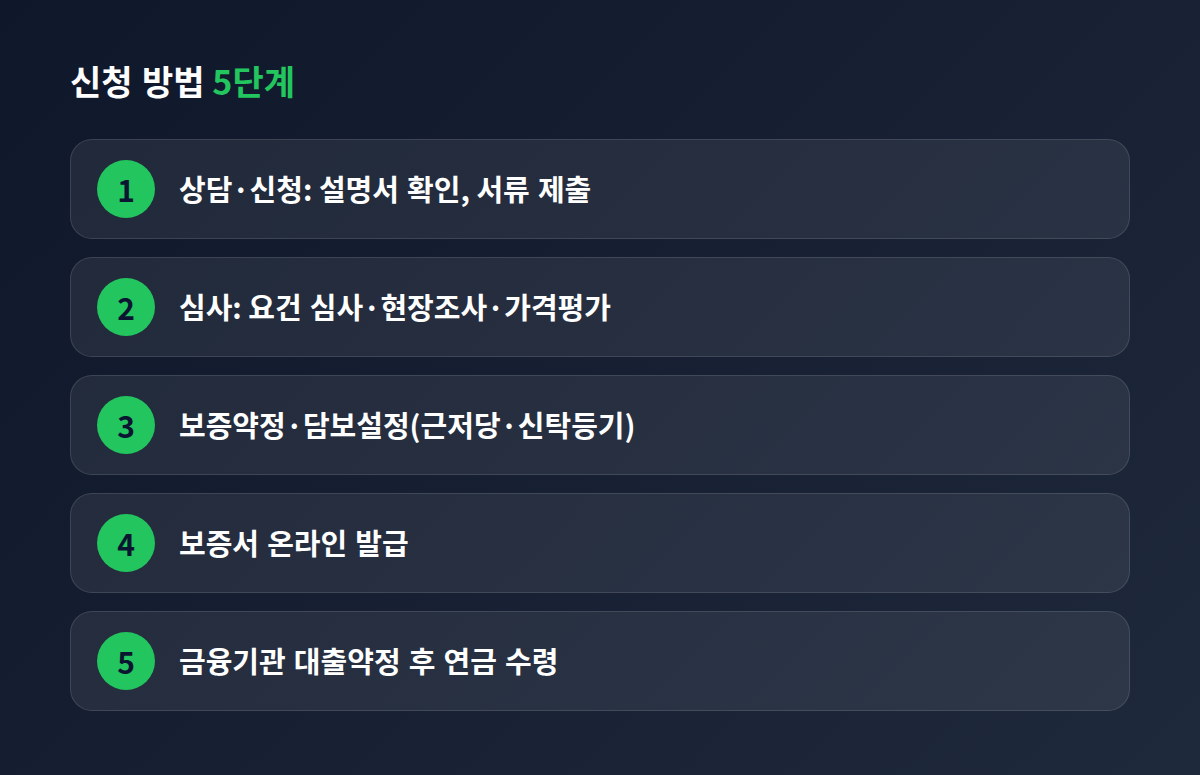 신청 방법 5단계
1 상담·신청: 설명서 확인, 서류 제출
2 심사: 요건 심사·현장조사·가격평가
3 보증약정·담보설정(근저당·신탁등기)
4 보증서 온라인 발급
5 금융기관 대출약정 후 연금 수령